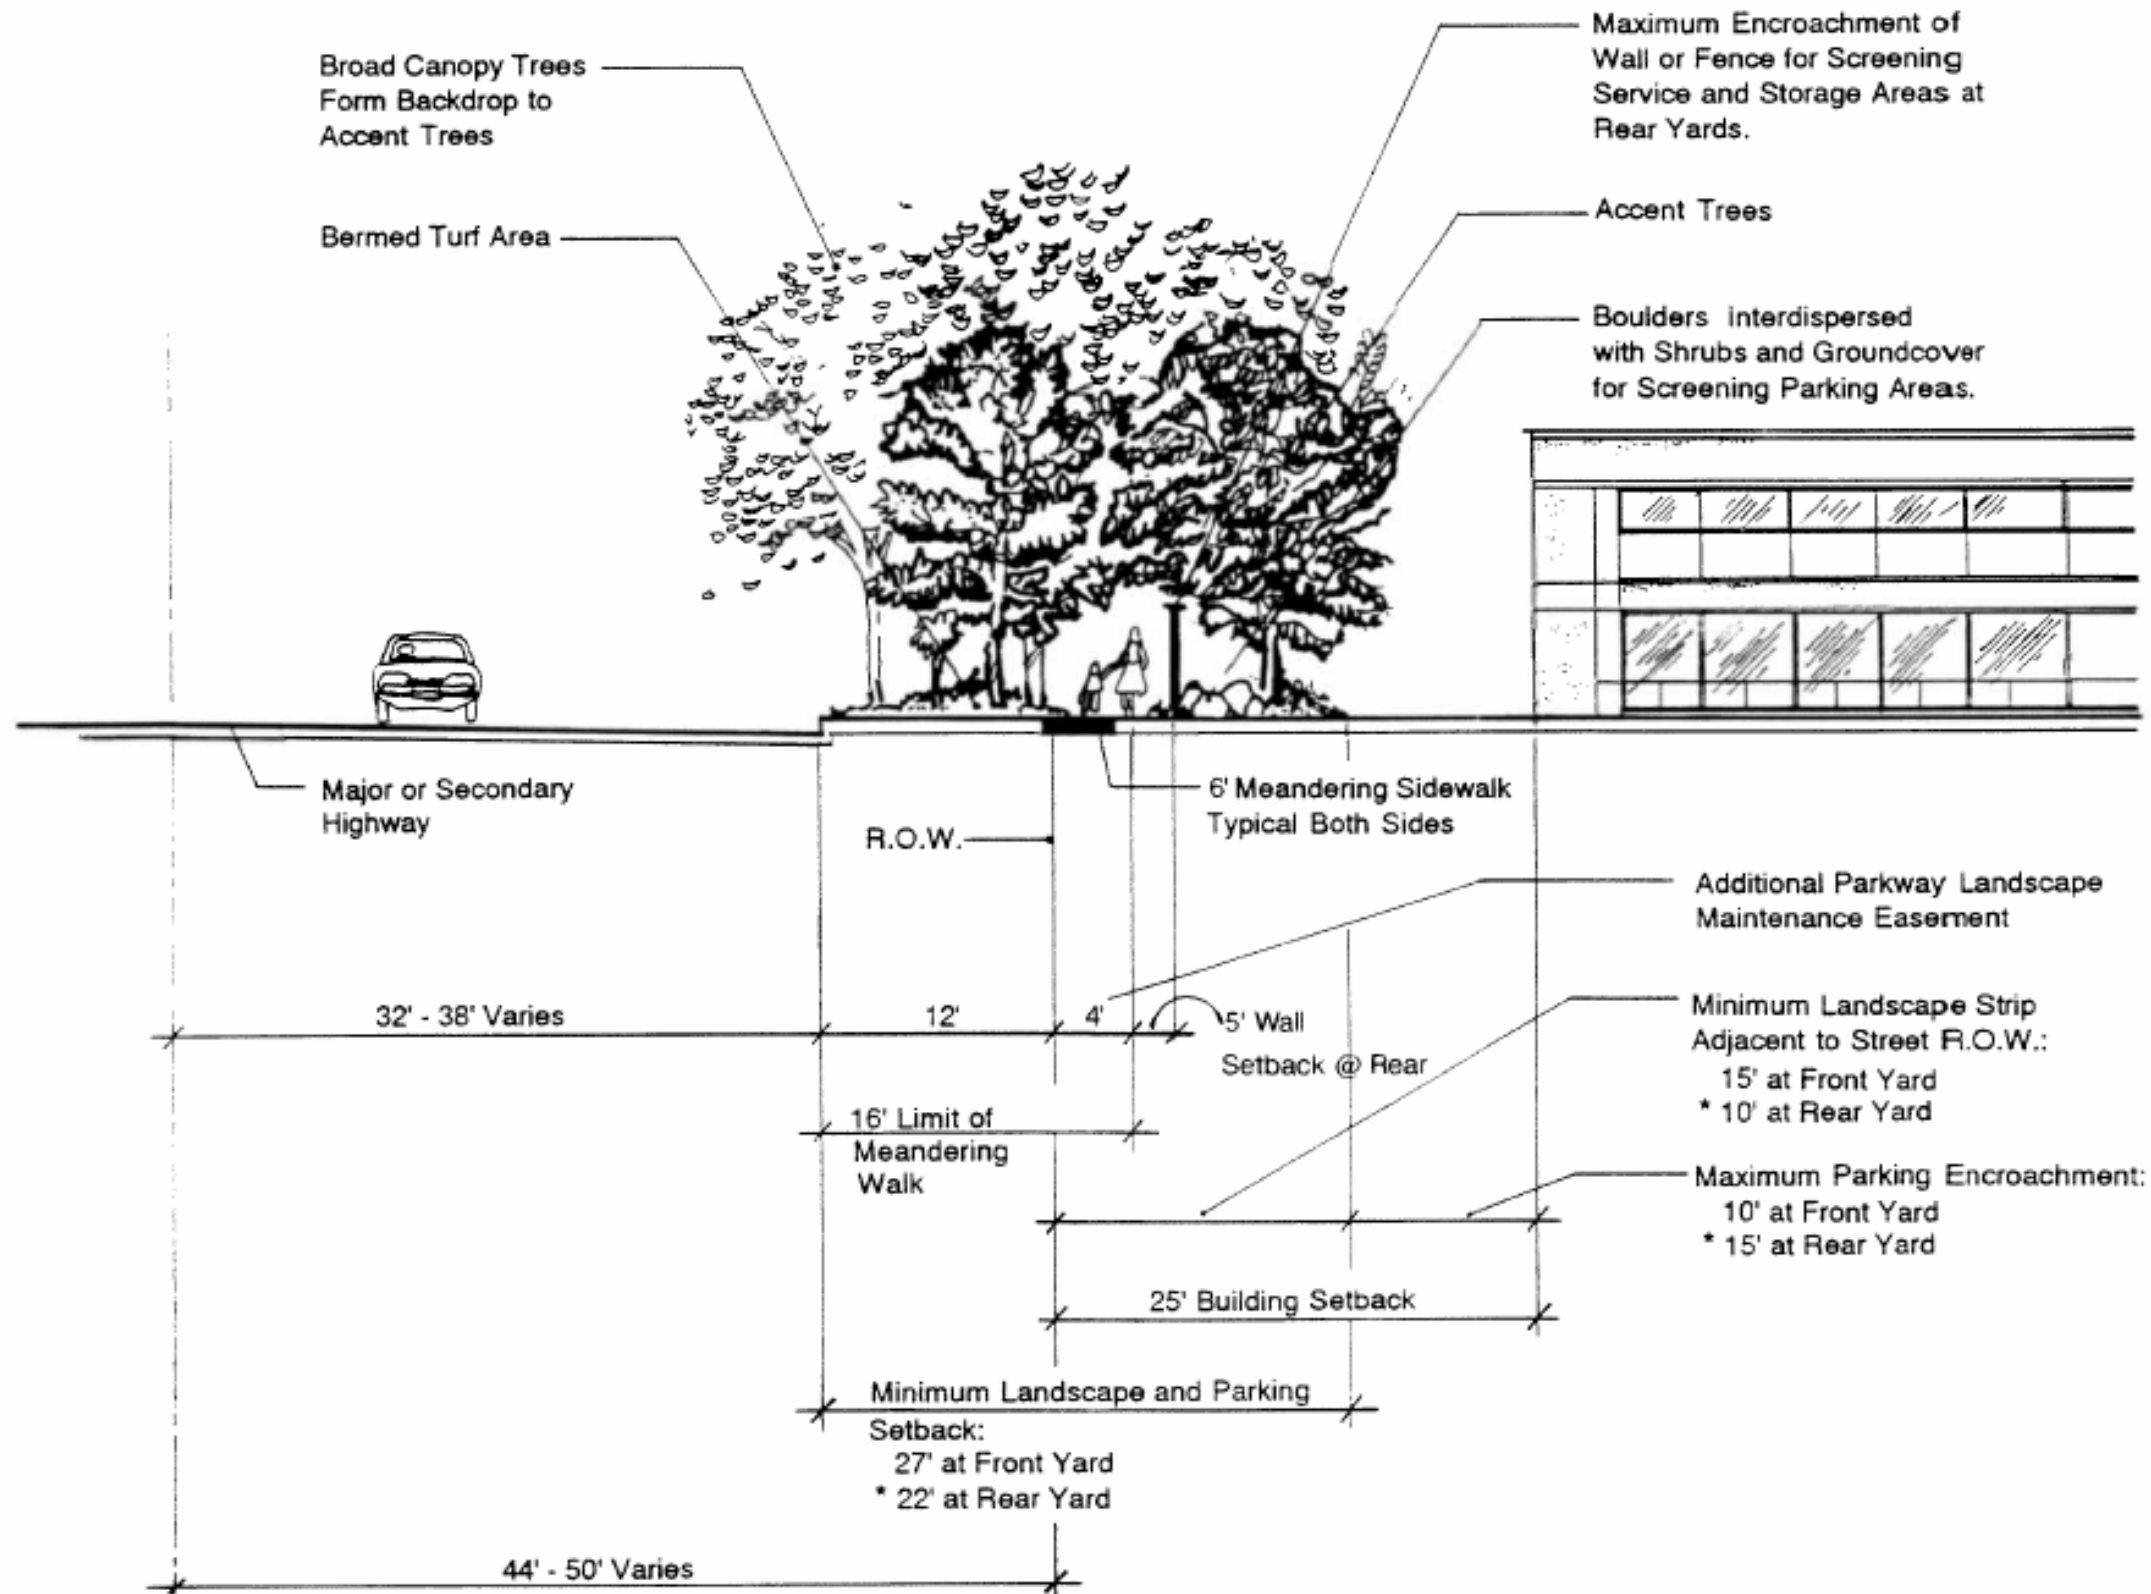 Broad Canopy Trees
Form Backdrop to
Accent Trees
Bermed Turf Area
Maximum Encroachment of
Wall or Fence for Screening
Service and Storage Areas at
Rear Yards.
Accent Trees
Boulders interdispersed
with Shrubs and Groundcover
for Screening Parking Areas.
Major or Secondary
Highway
R.O.W.
6' Meandering Sidewalk
Typical Both Sides
Additional Parkway Landscape
Maintenance Easement
32' - 38' Varies
12'
4'
5' Wall
Setback @ Rear
Minimum Landscape Strip
Adjacent to Street R.O.W.:
15' at Front Yard
* 10' at Rear Yard
16' Limit of
Meandering
Walk
Maximum Parking Encroachment:
10' at Front Yard
* 15' at Rear Yard
25' Building Setback
Minimum Landscape and Parking
Setback:
27' at Front Yard
* 22' at Rear Yard
44' - 50' Varies